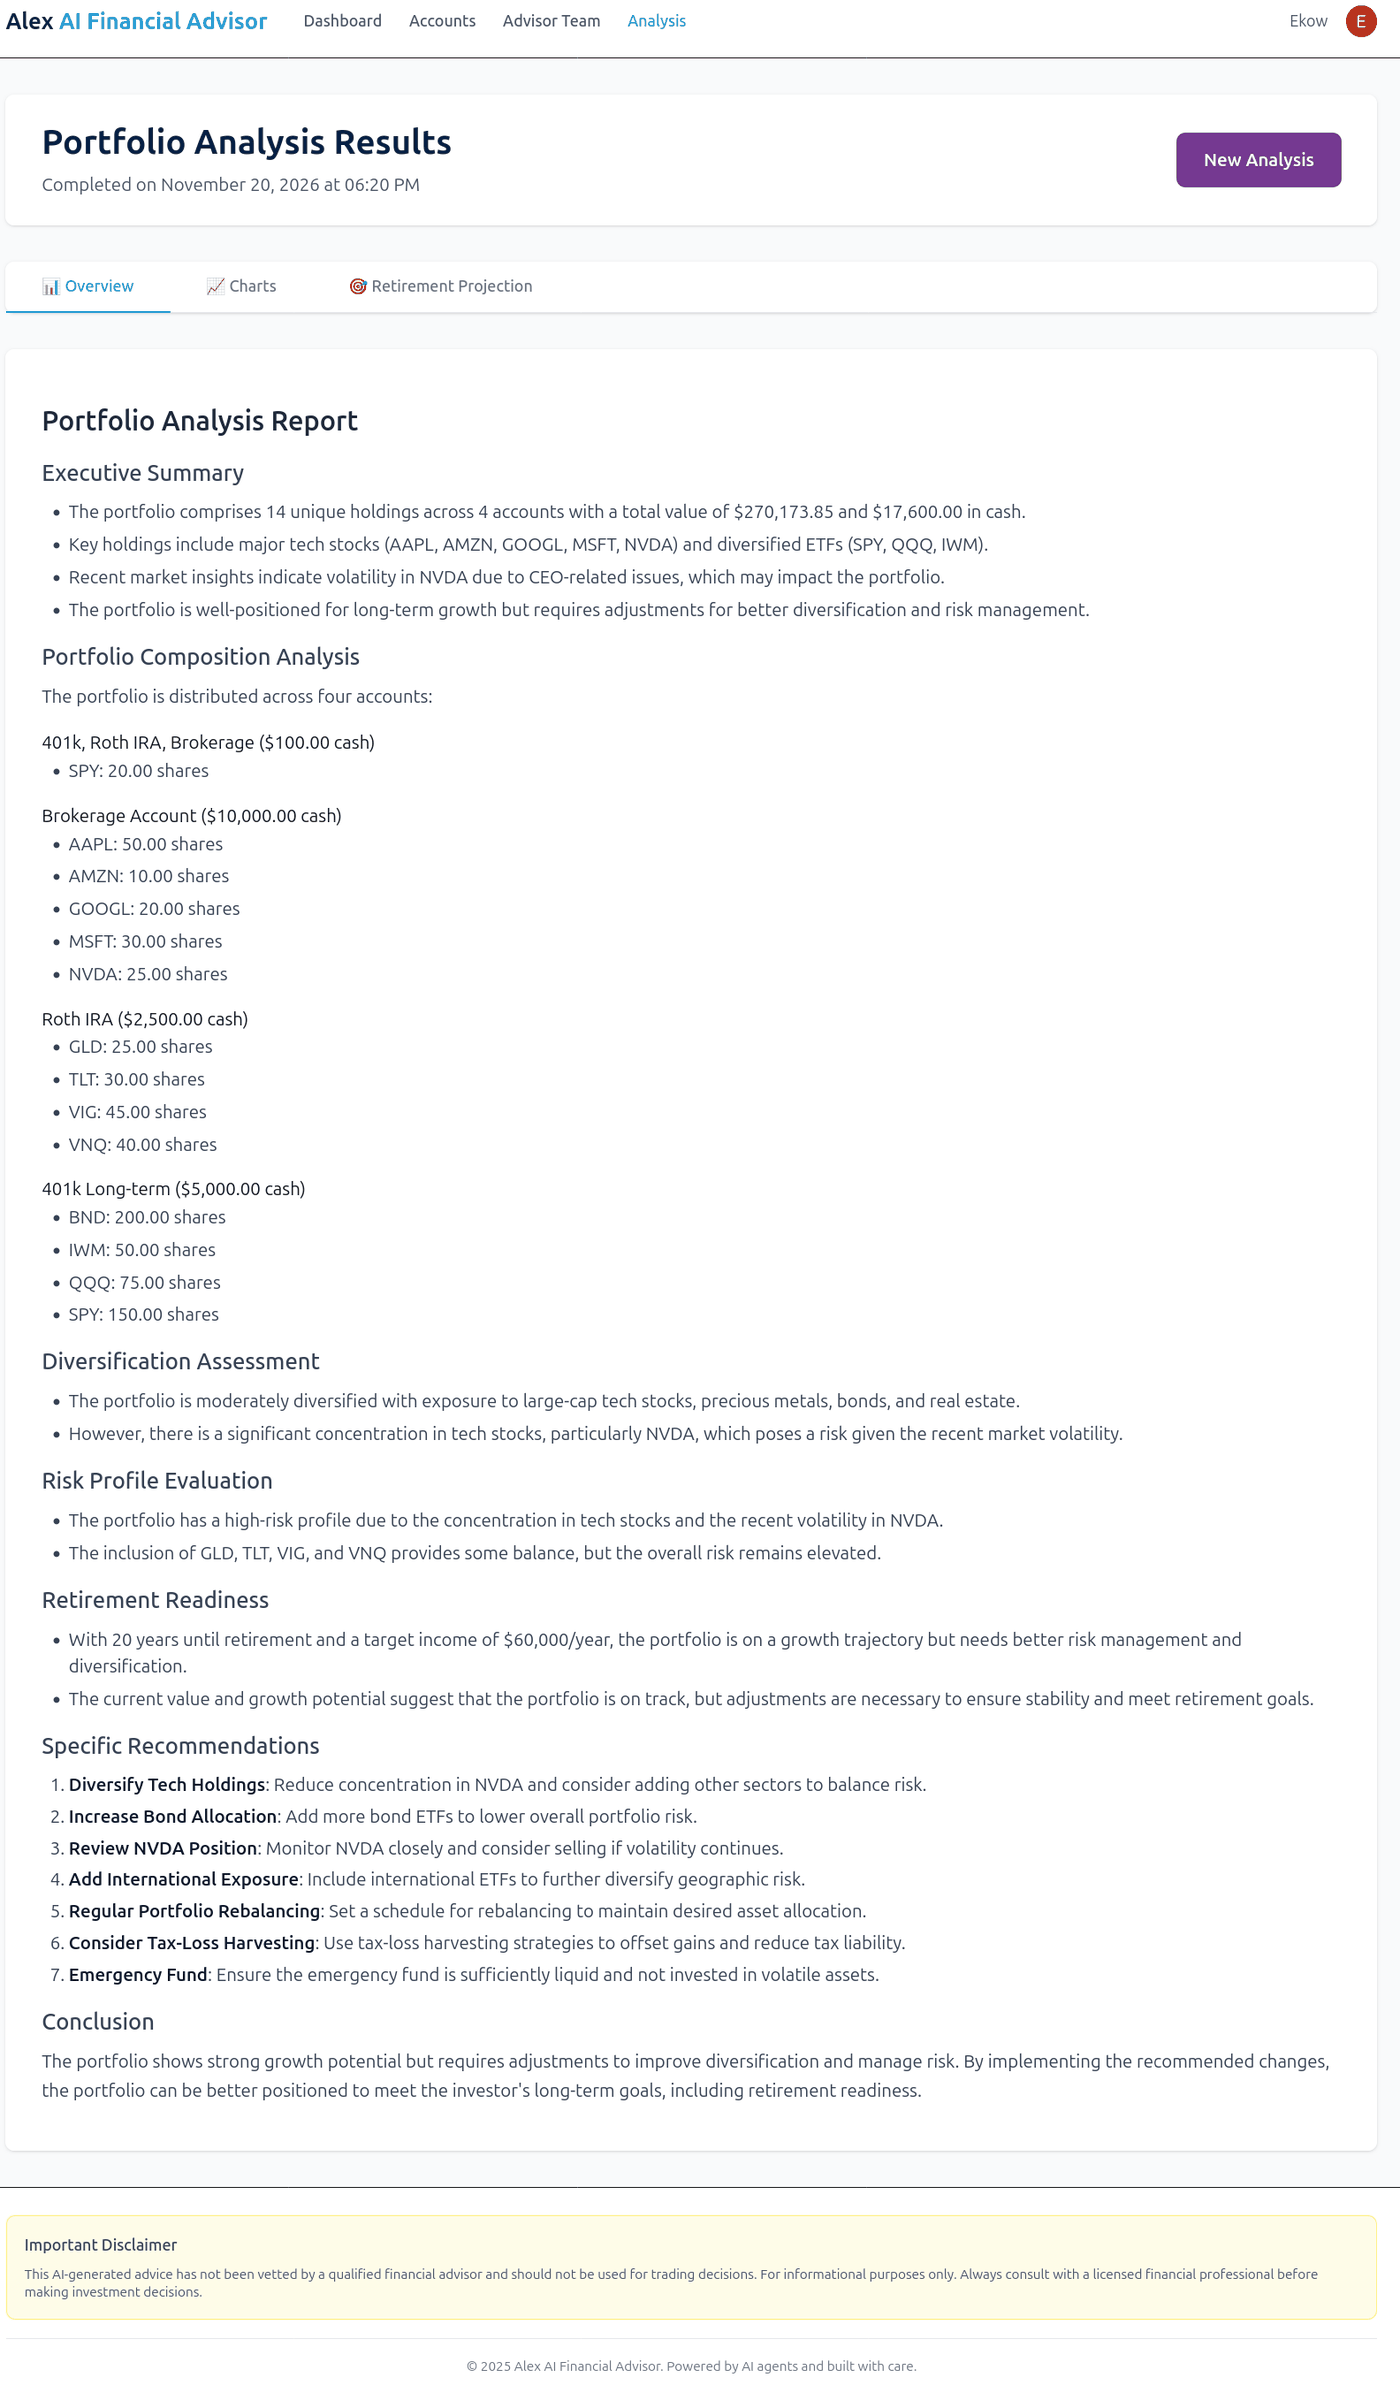 Alex AI Financial Advisor Dashboard Accounts Advisor Team Analysis Ekow E
Portfolio Analysis Results
Completed on November 20, 2026 at 06:20 PM
New Analysis
📊 Overview 📈 Charts 🎯 Retirement Projection
Portfolio Analysis Report
Executive Summary
• The portfolio comprises 14 unique holdings across 4 accounts with a total value of $270,173.85 and $17,600.00 in cash.
• Key holdings include major tech stocks (AAPL, AMZN, GOOGL, MSFT, NVDA) and diversified ETFs (SPY, QQQ, IWM).
• Recent market insights indicate volatility in NVDA due to CEO-related issues, which may impact the portfolio.
• The portfolio is well-positioned for long-term growth but requires adjustments for better diversification and risk management.
Portfolio Composition Analysis
The portfolio is distributed across four accounts:
401k, Roth IRA, Brokerage ($100.00 cash)
• SPY: 20.00 shares
Brokerage Account ($10,000.00 cash)
• AAPL: 50.00 shares
• AMZN: 10.00 shares
• GOOGL: 20.00 shares
• MSFT: 30.00 shares
• NVDA: 25.00 shares
Roth IRA ($2,500.00 cash)
• GLD: 25.00 shares
• TLT: 30.00 shares
• VIG: 45.00 shares
• VNQ: 40.00 shares
401k Long-term ($5,000.00 cash)
• BND: 200.00 shares
• IWM: 50.00 shares
• QQQ: 75.00 shares
• SPY: 150.00 shares
Diversification Assessment
• The portfolio is moderately diversified with exposure to large-cap tech stocks, precious metals, bonds, and real estate.
• However, there is a significant concentration in tech stocks, particularly NVDA, which poses a risk given the recent market volatility.
Risk Profile Evaluation
• The portfolio has a high-risk profile due to the concentration in tech stocks and the recent volatility in NVDA.
• The inclusion of GLD, TLT, VIG, and VNQ provides some balance, but the overall risk remains elevated.
Retirement Readiness
• With 20 years until retirement and a target income of $60,000/year, the portfolio is on a growth trajectory but needs better risk management and
diversification.
• The current value and growth potential suggest that the portfolio is on track, but adjustments are necessary to ensure stability and meet retirement goals.
Specific Recommendations
1. Diversify Tech Holdings: Reduce concentration in NVDA and consider adding other sectors to balance risk.
2. Increase Bond Allocation: Add more bond ETFs to lower overall portfolio risk.
3. Review NVDA Position: Monitor NVDA closely and consider selling if volatility continues.
4. Add International Exposure: Include international ETFs to further diversify geographic risk.
5. Regular Portfolio Rebalancing: Set a schedule for rebalancing to maintain desired asset allocation.
6. Consider Tax-Loss Harvesting: Use tax-loss harvesting strategies to offset gains and reduce tax liability.
7. Emergency Fund: Ensure the emergency fund is sufficiently liquid and not invested in volatile assets.
Conclusion
The portfolio shows strong growth potential but requires adjustments to improve diversification and manage risk. By implementing the recommended changes,
the portfolio can be better positioned to meet the investor's long-term goals, including retirement readiness.
Important Disclaimer
This AI-generated advice has not been vetted by a qualified financial advisor and should not be used for trading decisions. For informational purposes only. Always consult with a licensed financial professional before
making investment decisions.
© 2025 Alex AI Financial Advisor. Powered by AI agents and built with care.